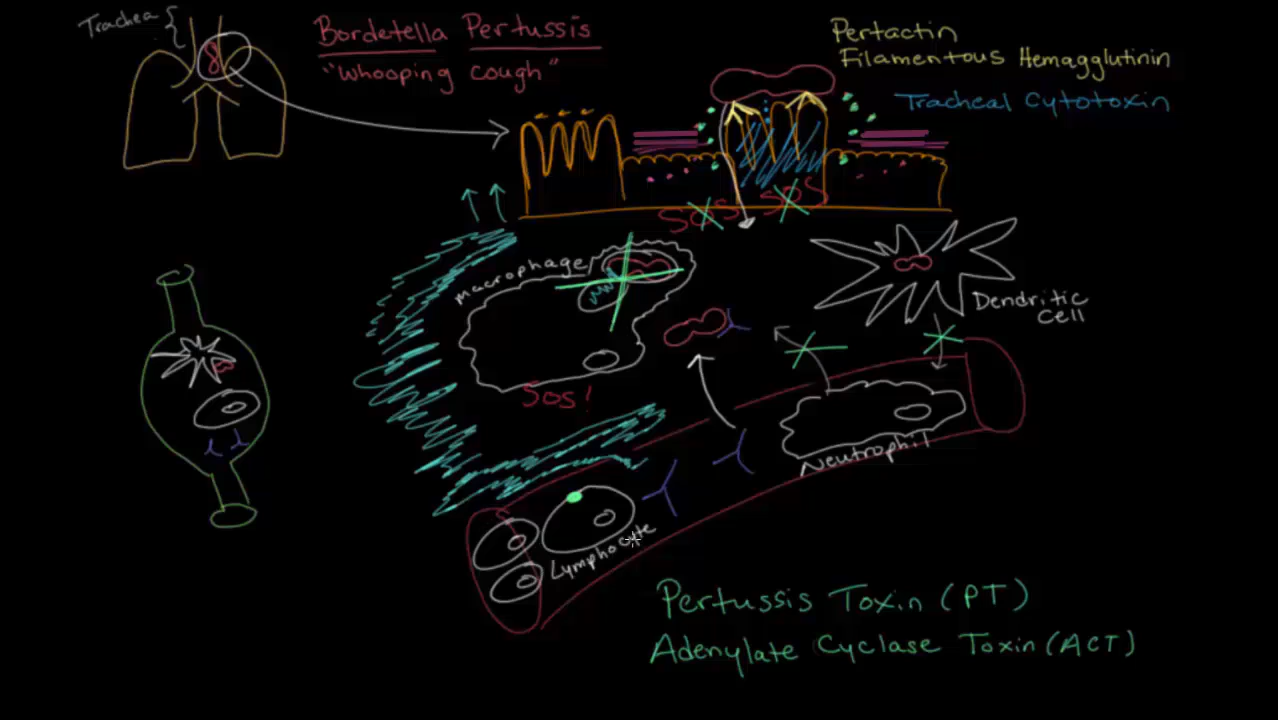 Trachea
Bordetella Pertussis
"Whooping cough"
Pertactin
Filamentous Hemagglutinin
Tracheal Cytotoxin
SOS
SOS
macrophage
Dendritic
cell
SOS!
Neutrophil
Lymphocyte
Pertussis Toxin (PT)
Adenylate Cyclase Toxin (ACT)